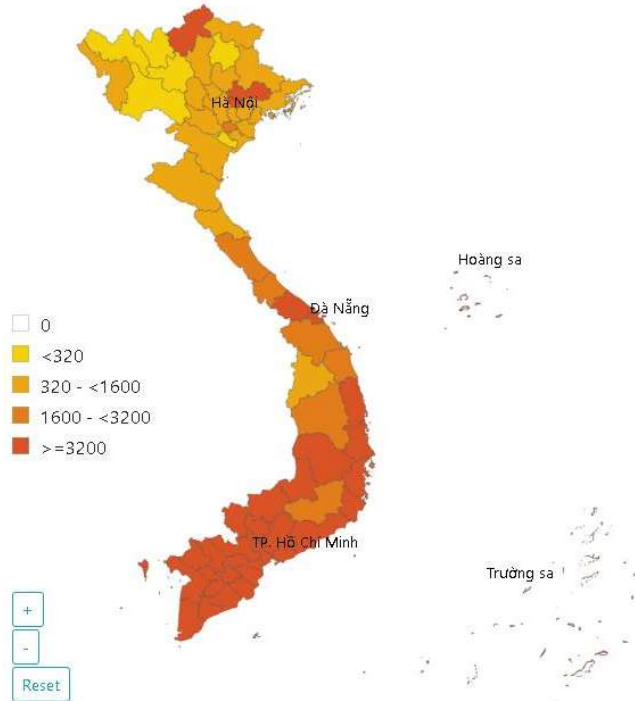 Hà Nội
Hoàng sa
Đà Nẵng
0
<320
320 - <1600
1600 - <3200
>=3200
TP. Hồ Chí Minh
Trường sa
+
-
Reset